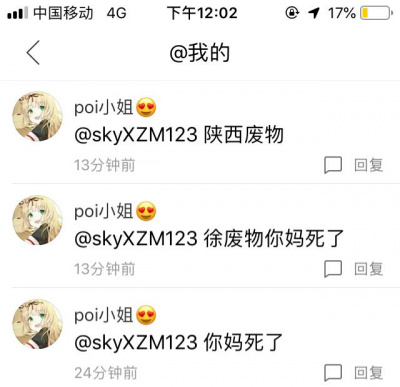 中国移动 4G 下午12:02 17%
@我的
poi小姐😍
@skyXZM123 陕西废物
13分钟前 回复
poi小姐😍
@skyXZM123 徐废物你妈死了
13分钟前 回复
poi小姐😍
@skyXZM123 你妈死了
24分钟前 回复